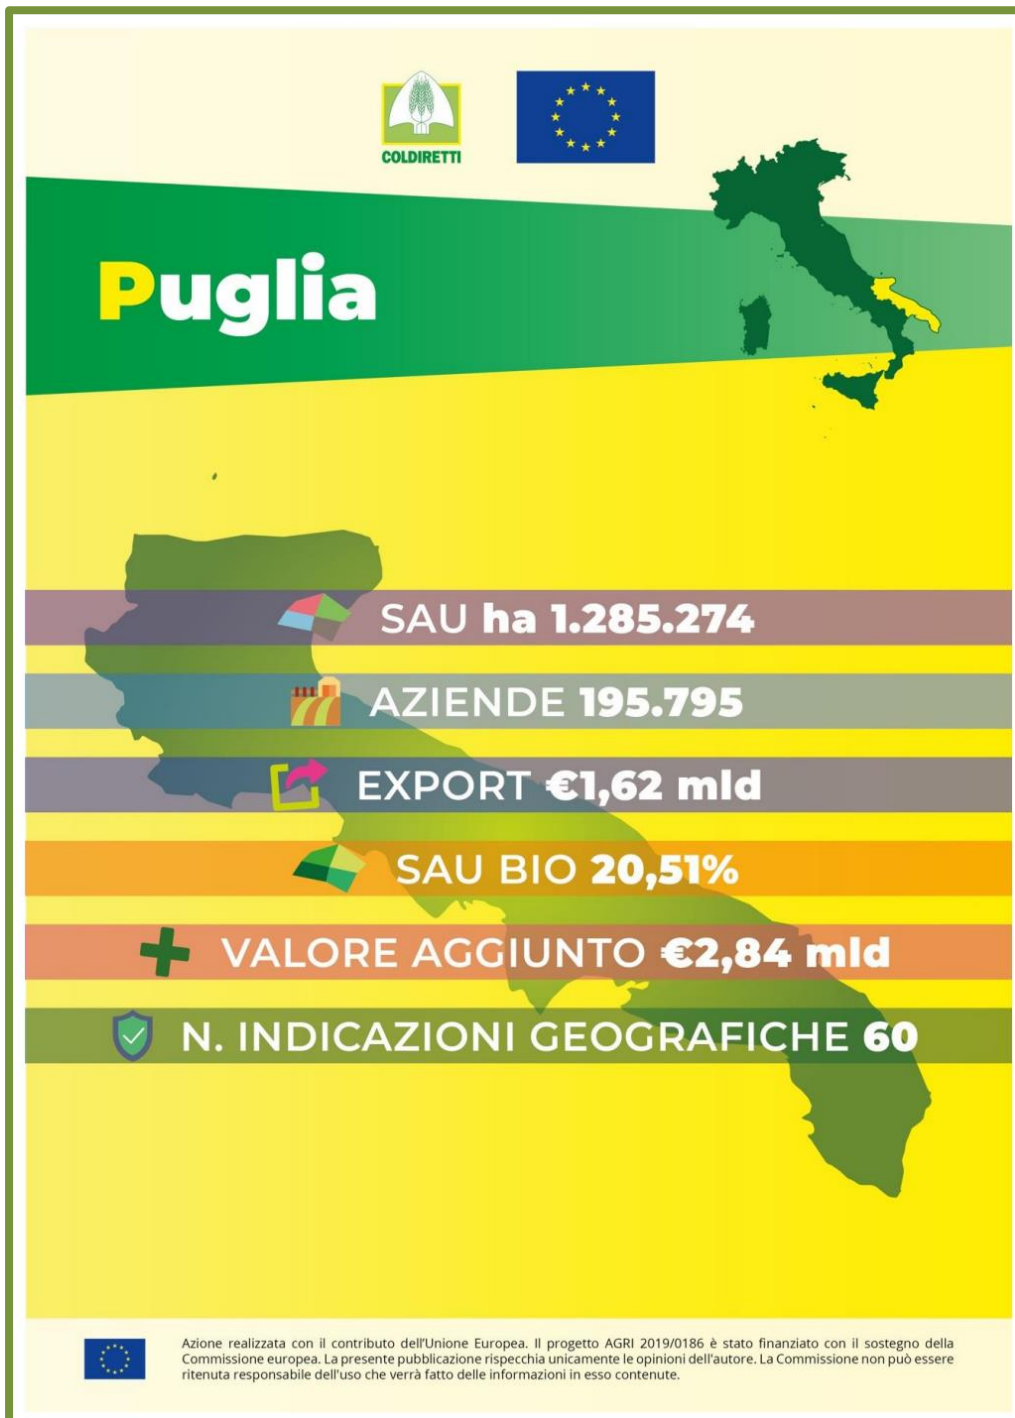 COLDIRETTI
Puglia
SAU ha 1.285.274
AZIENDE 195.795
EXPORT €1,62 mld
SAU BIO 20,51%
VALORE AGGIUNTO €2,84 mld
N. INDICAZIONI GEOGRAFICHE 60
Azione realizzata con il contributo dell'Unione Europea. Il progetto AGRI 2019/0186 è stato finanziato con il sostegno della
Commissione europea. La presente pubblicazione rispecchia unicamente le opinioni dell'autore. La Commissione non può essere
ritenuta responsabile dell'uso che verrà fatto delle informazioni in esso contenute.